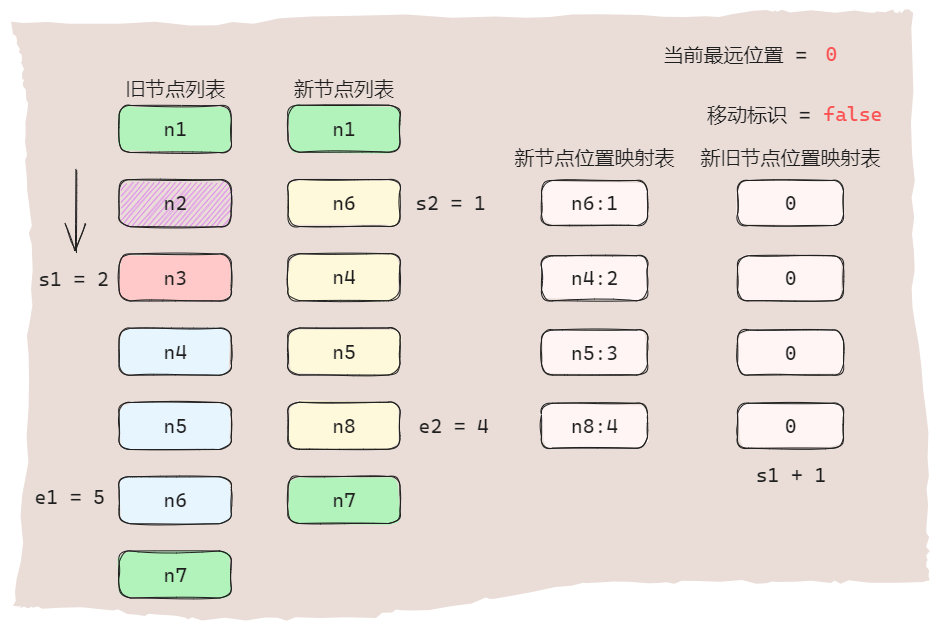 当前最远位置 = 0
移动标识 = false
旧节点列表 新节点列表
新节点位置映射表 新旧节点位置映射表
n1 n1
n2 n6 s2 = 1 n6:1 0
s1 = 2 n3 n4 n4:2 0
n4 n5 n5:3 0
n5 n8 e2 = 4 n8:4 0
s1 + 1
e1 = 5 n6 n7
n7